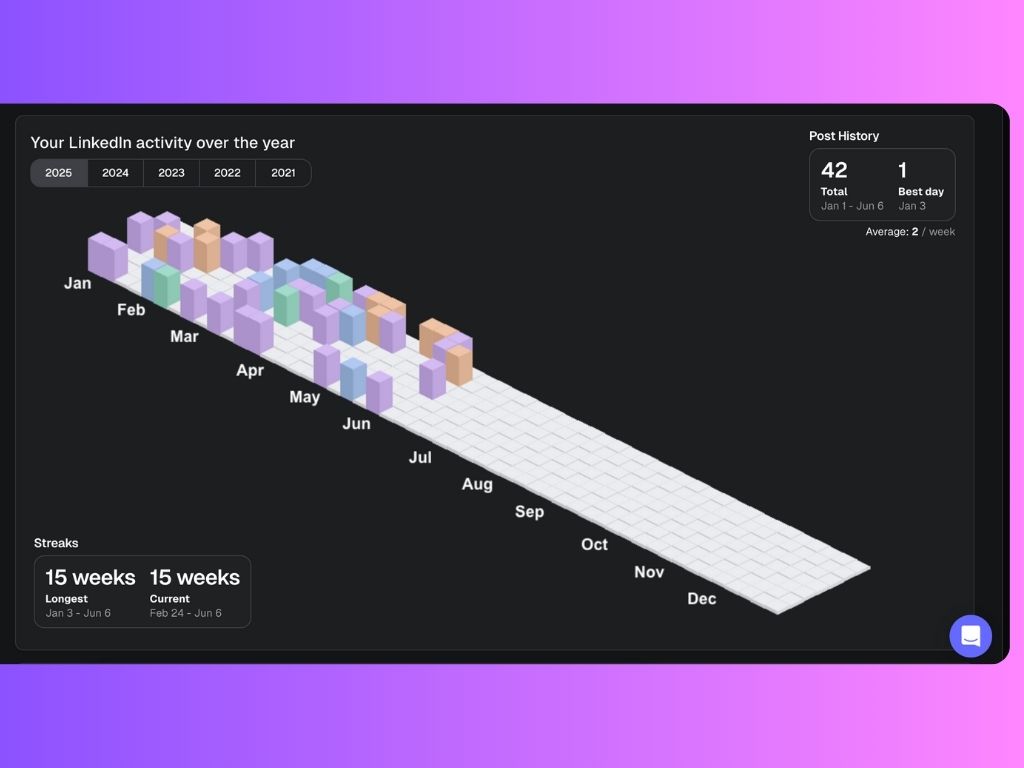 Your LinkedIn activity over the year
2025 2024 2023 2022 2021
Post History
42 1
Total Best day
Jan 1 - Jun 6 Jan 3
Average: 2 / week
Jan
Feb
Mar
Apr
May
Jun
Jul
Aug
Sep
Oct
Nov
Dec
Streaks
15 weeks 15 weeks
Longest Current
Jan 3 - Jun 6 Feb 24 - Jun 6